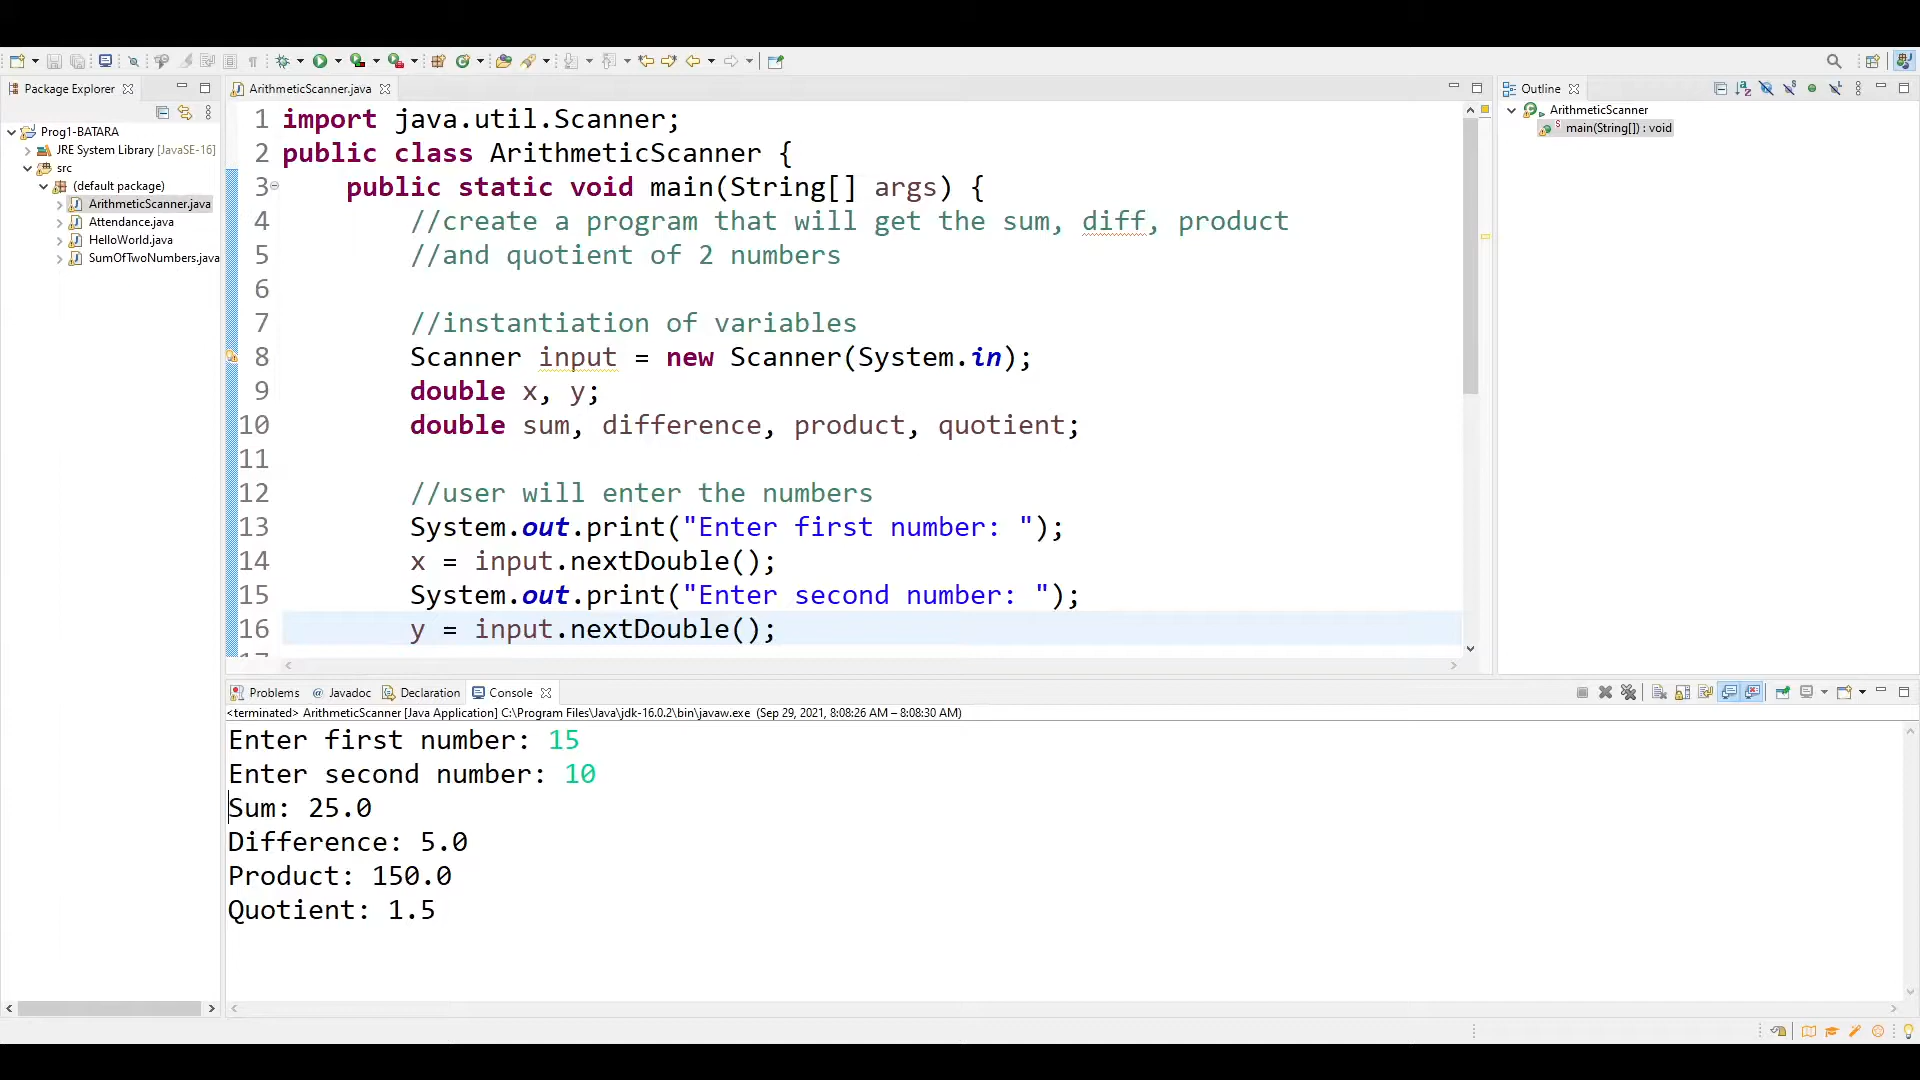 Package Explorer
Prog1-BATARA
JRE System Library [JavaSE-16]
src
(default package)
ArithmeticScanner.java
Attendance.java
HelloWorld.java
SumOfTwoNumbers.java
ArithmeticScanner.java
1 import java.util.Scanner;
2 public class ArithmeticScanner {
3 public static void main(String[] args) {
4 //create a program that will get the sum, diff, product
5 //and quotient of 2 numbers
6
7 //instantiation of variables
8 Scanner input = new Scanner(System.in);
9 double x, y;
10 double sum, difference, product, quotient;
11
12 //user will enter the numbers
13 System.out.print("Enter first number: ");
14 x = input.nextDouble();
15 System.out.print("Enter second number: ");
16 y = input.nextDouble();
Outline
ArithmeticScanner
main(String[]) : void
Problems Javadoc Declaration Console
<terminated> ArithmeticScanner [Java Application] C:\Program Files\Java\jdk-16.0.2\bin\javaw.exe (Sep 29, 2021, 8:08:26 AM – 8:08:30 AM)
Enter first number: 15
Enter second number: 10
Sum: 25.0
Difference: 5.0
Product: 150.0
Quotient: 1.5